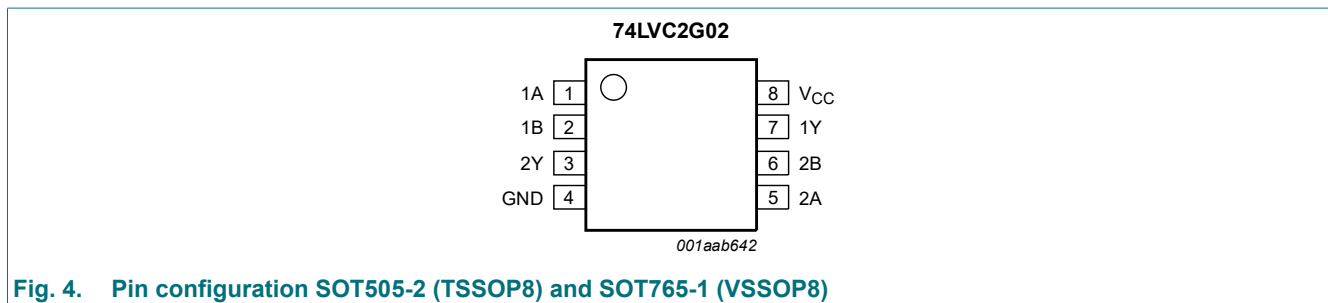 74LVC2G02
1A 1 8 VCC
1B 2 7 1Y
2Y 3 6 2B
GND 4 5 2A
001aab642
Fig. 4. Pin configuration SOT505-2 (TSSOP8) and SOT765-1 (VSSOP8)